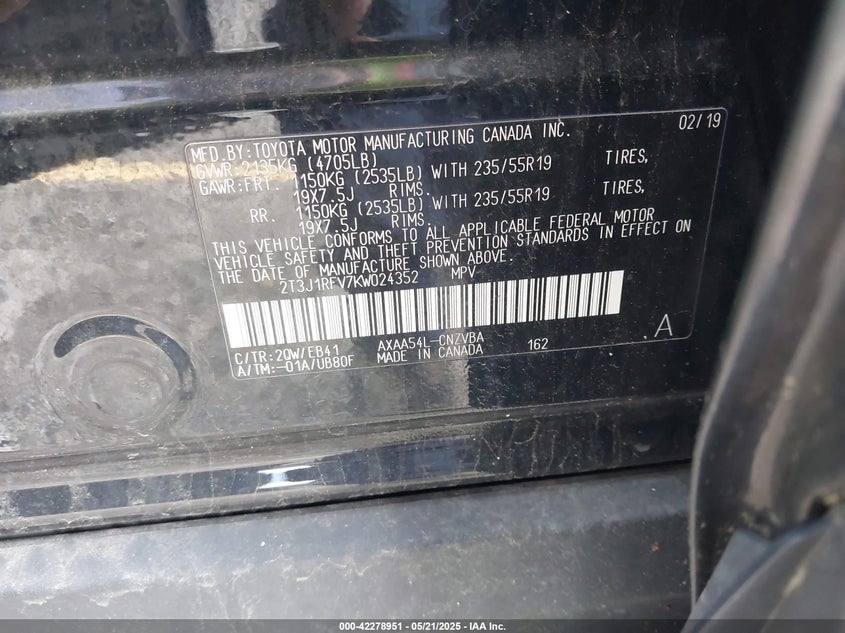 MFD.BY:TOYOTA MOTOR MANUFACTURING CANADA INC. 02/19
GVWR 2135KG (4705LB)
GAWR:FRT. 1150KG (2535LB) WITH 235/55R19 TIRES,
19X7.5J RIMS.
RR. 1150KG (2535LB) WITH 235/55R19 TIRES,
19X7.5J RIMS.
THIS VEHICLE CONFORMS TO ALL APPLICABLE FEDERAL MOTOR
VEHICLE SAFETY AND THEFT PREVENTION STANDARDS IN EFFECT ON
THE DATE OF MANUFACTURE SHOWN ABOVE.
2T3J1RFV7KW024352 MPV
C/TR:2QW/EB41 AXAA54L-CNZVBA 162 .A
A/TM:-01A/UB80F MADE IN CANADA
000-42278951 - 05/21/2025 - IAA Inc.